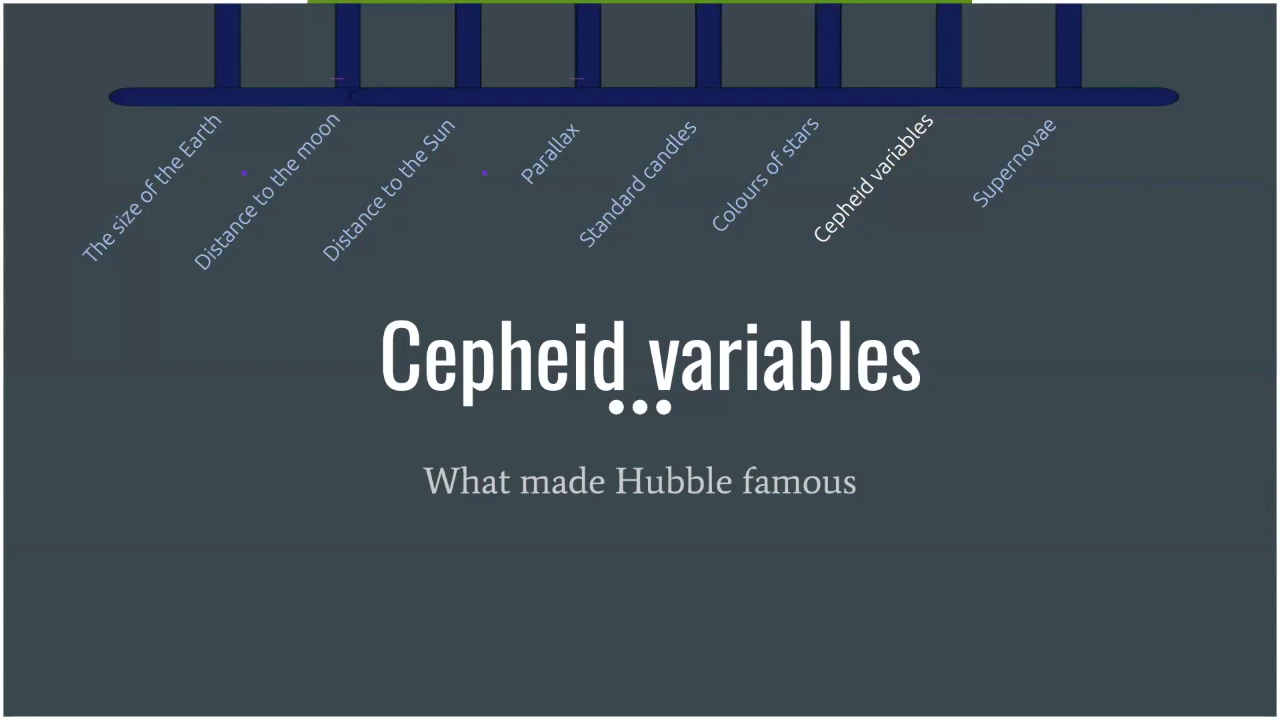 The size of the Earth
Distance to the moon
Distance to the Sun
Parallax
Standard candles
Colours of stars
Cepheid variables
Supernovae
Cepheid variables
What made Hubble famous